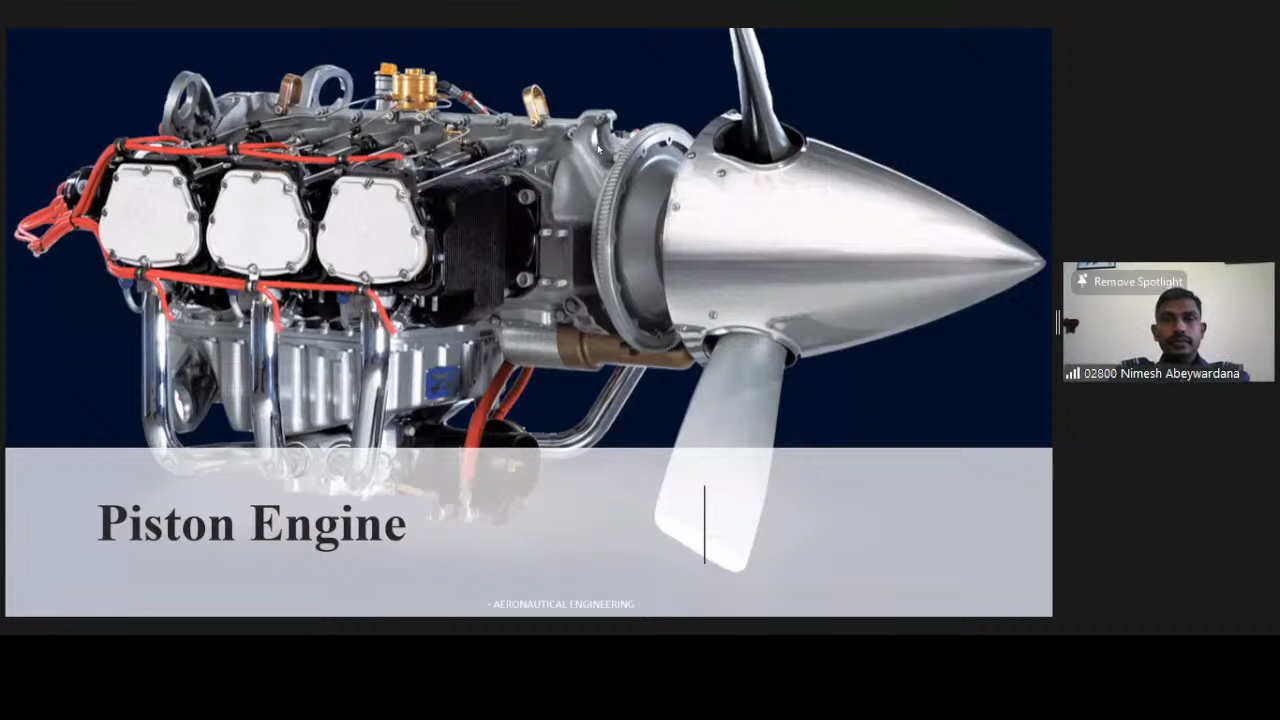 Remove Spotlight
02800 Nimesh Abeywardana
Piston Engine
- AERONAUTICAL ENGINEERING